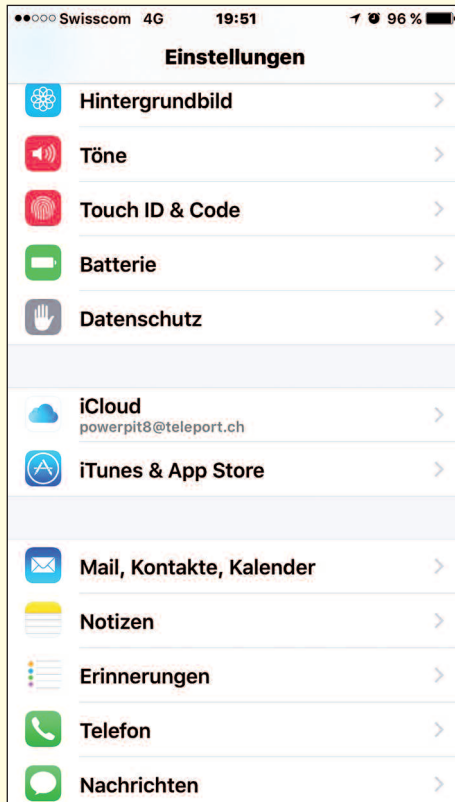 Swisscom 4G 19:51 96 %
Einstellungen
Hintergrundbild
Töne
Touch ID & Code
Batterie
Datenschutz
iCloud
powerpit8@teleport.ch
iTunes & App Store
Mail, Kontakte, Kalender
Notizen
Erinnerungen
Telefon
Nachrichten